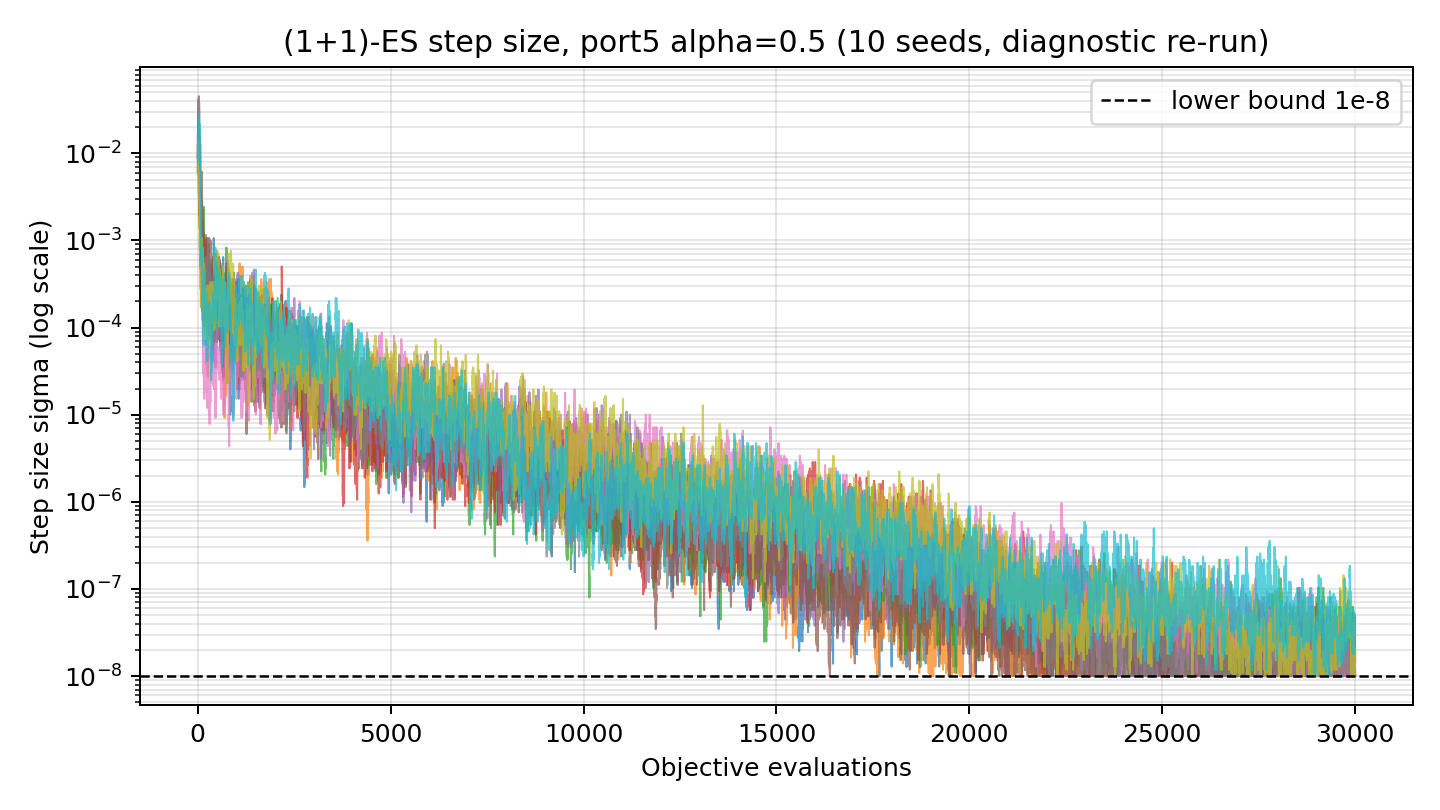 (1+1)-ES step size, port5 alpha=0.5 (10 seeds, diagnostic re-run)
lower bound 1e-8
Step size sigma (log scale)
10⁻²
10⁻³
10⁻⁴
10⁻⁵
10⁻⁶
10⁻⁷
10⁻⁸
0 5000 10000 15000 20000 25000 30000
Objective evaluations